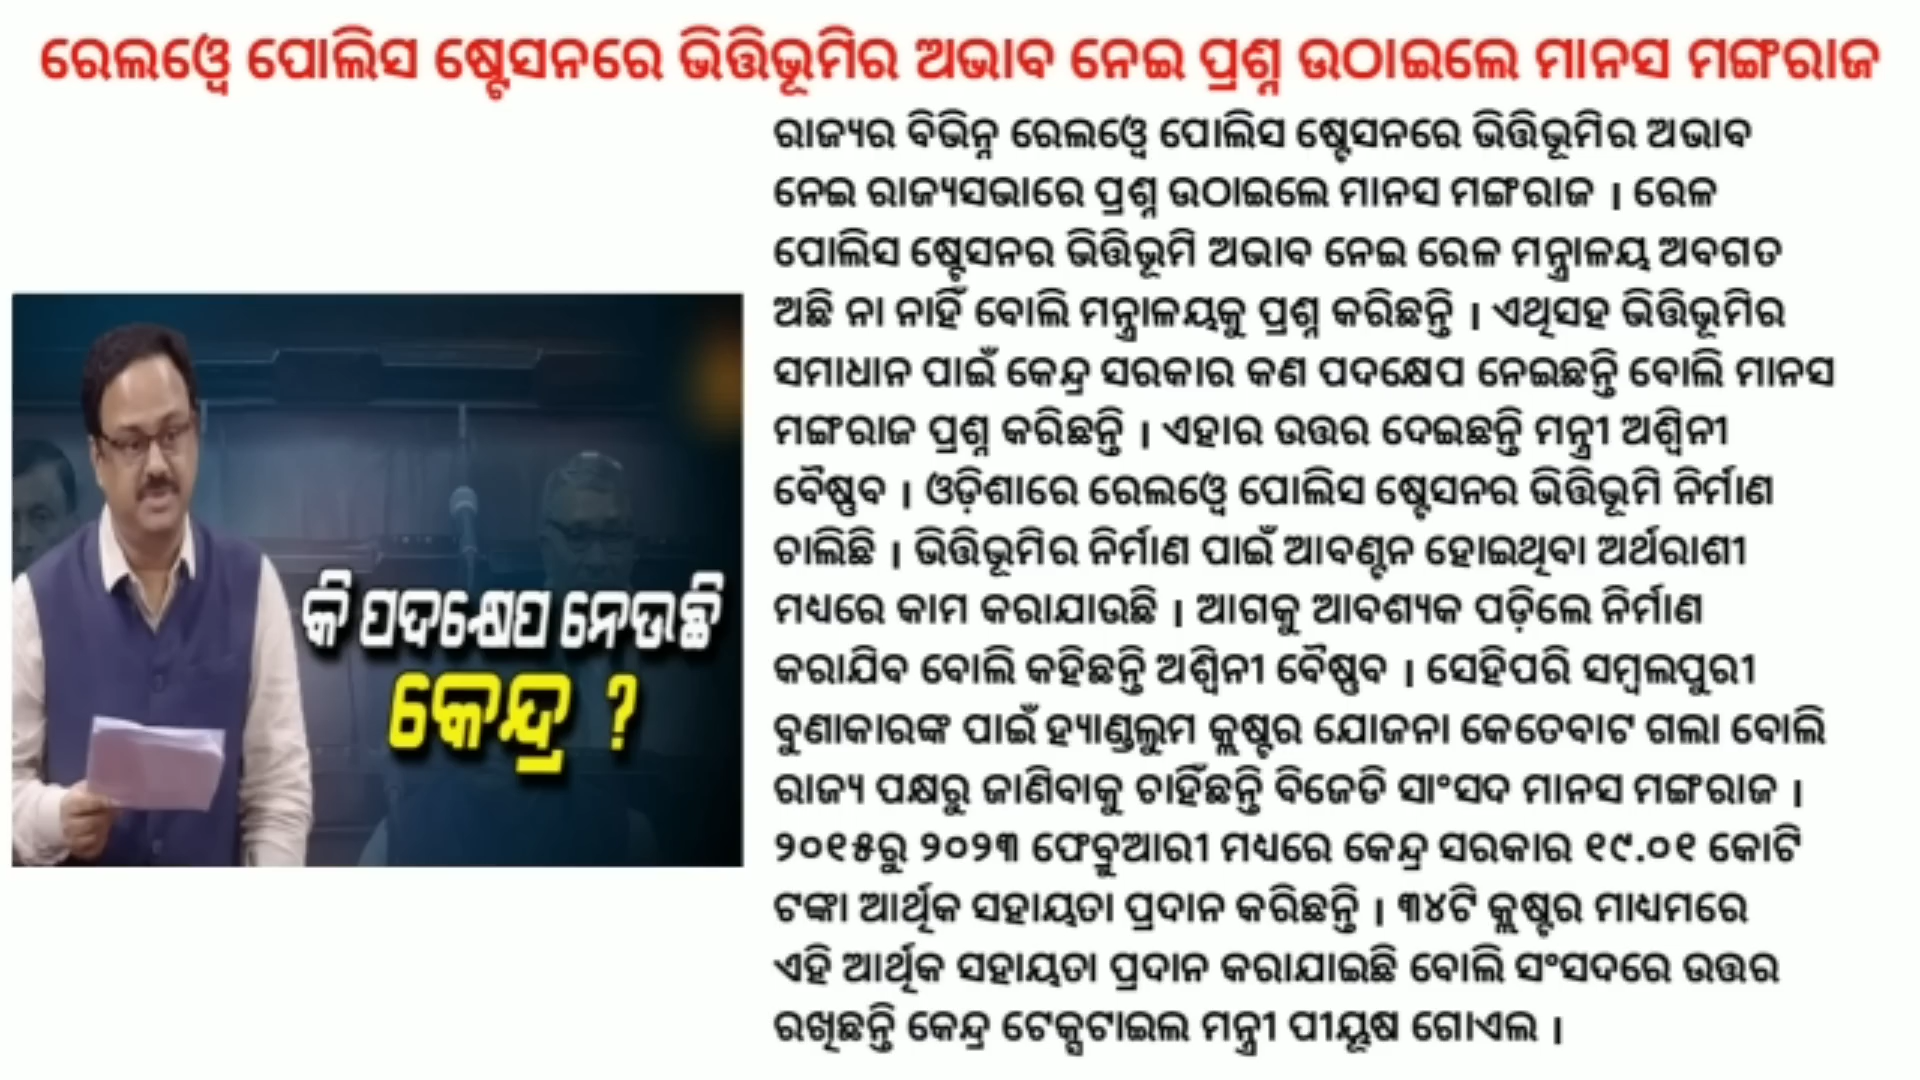 ରେଲଓ୍ଵେ ପୋଲିସ ଷ୍ଟେସନରେ ଭିତ୍ତିଭୂମିର ଅଭାବ ନେଇ ପ୍ରଶ୍ନ ଉଠାଇଲେ ମାନସ ମଙ୍ଗରାଜ
ରାଜ୍ୟର ବିଭିନ୍ନ ରେଲଓ୍ଵେ ପୋଲିସ ଷ୍ଟେସନରେ ଭିତ୍ତିଭୂମିର ଅଭାବ
ନେଇ ରାଜ୍ୟସଭାରେ ପ୍ରଶ୍ନ ଉଠାଇଲେ ମାନସ ମଙ୍ଗରାଜ । ରେଳ
ପୋଲିସ ଷ୍ଟେସନର ଭିତ୍ତିଭୂମି ଅଭାବ ନେଇ ରେଳ ମନ୍ତ୍ରାଳୟ ଅବଗତ
ଅଛି ନା ନାହିଁ ବୋଲି ମନ୍ତ୍ରାଳୟକୁ ପ୍ରଶ୍ନ କରିଛନ୍ତି । ଏଥିସହ ଭିତ୍ତିଭୂମିର
ସମାଧାନ ପାଇଁ କେନ୍ଦ୍ର ସରକାର କଣ ପଦକ୍ଷେପ ନେଇଛନ୍ତି ବୋଲି ମାନସ
ମଙ୍ଗରାଜ ପ୍ରଶ୍ନ କରିଛନ୍ତି । ଏହାର ଉତ୍ତର ଦେଇଛନ୍ତି ମନ୍ତ୍ରୀ ଅଶ୍ଵିନୀ
ବୈଷ୍ଣବ । ଓଡ଼ିଶାରେ ରେଲଓ୍ଵେ ପୋଲିସ ଷ୍ଟେସନର ଭିତ୍ତିଭୂମି ନିର୍ମାଣ
ଚାଲିଛି । ଭିତ୍ତିଭୂମିର ନିର୍ମାଣ ପାଇଁ ଆବଣ୍ଟନ ହୋଇଥିବା ଅର୍ଥରାଶୀ
ମଧ୍ୟରେ କାମ କରାଯାଉଛି । ଆଗକୁ ଆବଶ୍ୟକ ପଡ଼ିଲେ ନିର୍ମାଣ
କରାଯିବ ବୋଲି କହିଛନ୍ତି ଅଶ୍ଵିନୀ ବୈଷ୍ଣବ । ସେହିପରି ସମ୍ବଲପୁରୀ
ବୁଣାକାରଙ୍କ ପାଇଁ ହ୍ୟାଣ୍ଡଲୁମ କ୍ଲଷ୍ଟର ଯୋଜନା କେତେବାଟ ଗଲା ବୋଲି
ରାଜ୍ୟ ପକ୍ଷରୁ ଜାଣିବାକୁ ଚାହିଁଛନ୍ତି ବିଜେଡି ସାଂସଦ ମାନସ ମଙ୍ଗରାଜ ।
୨୦୧୫ରୁ ୨୦୨୩ ଫେବ୍ରୁଆରୀ ମଧ୍ୟରେ କେନ୍ଦ୍ର ସରକାର ୧୯.୦୧ କୋଟି
ଟଙ୍କା ଆର୍ଥିକ ସହାୟତା ପ୍ରଦାନ କରିଛନ୍ତି । ୩୪ଟି କ୍ଲଷ୍ଟର ମାଧ୍ୟମରେ
ଏହି ଆର୍ଥିକ ସହାୟତା ପ୍ରଦାନ କରାଯାଇଛି ବୋଲି ସଂସଦରେ ଉତ୍ତର
ରଖିଛନ୍ତି କେନ୍ଦ୍ର ଟେକ୍ସଟାଇଲ ମନ୍ତ୍ରୀ ପୀୟୂଷ ଗୋଏଲ ।
କି ପଦକ୍ଷେପ ନେଉଛି
କେନ୍ଦ୍ର ?